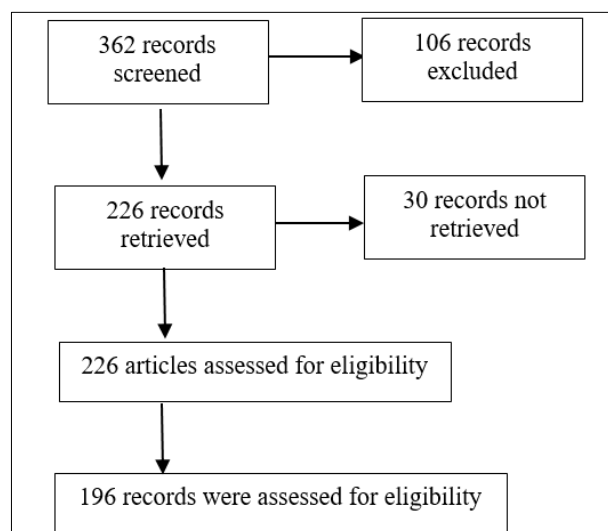 362 records
screened
106 records
excluded
226 records
retrieved
30 records not
retrieved
226 articles assessed for eligibility
196 records were assessed for eligibility